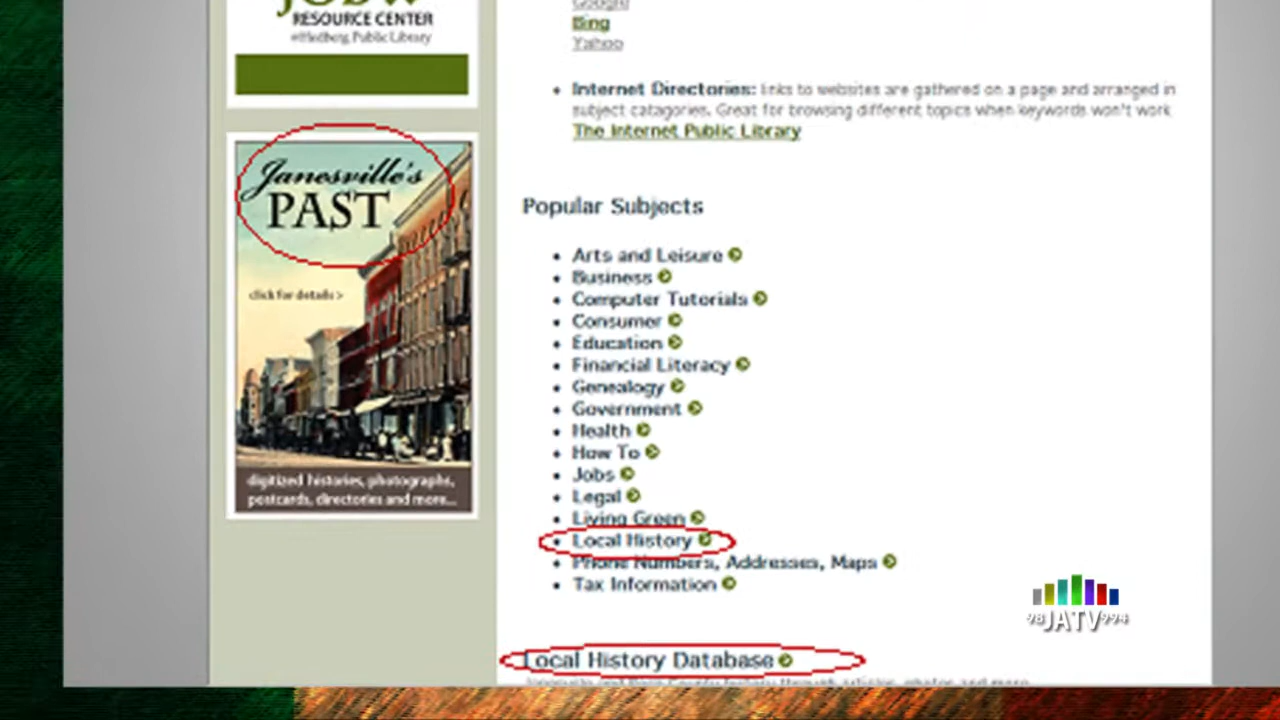 RESOURCE CENTER
@Hedberg Public Library
Janesville's
PAST
click for details >
digitized histories, photographs,
postcards, directories and more...
Google
Bing
Yahoo
Internet Directories: links to websites are gathered on a page and arranged in
subject catagories. Great for browsing different topics when keywords won't work
The Internet Public Library
Popular Subjects
Arts and Leisure
Business
Computer Tutorials
Consumer
Education
Financial Literacy
Genealogy
Government
Health
How To
Jobs
Legal
Living Green
Local History
Phone Numbers, Addresses, Maps
Tax Information
Local History Database
98 JATV 994